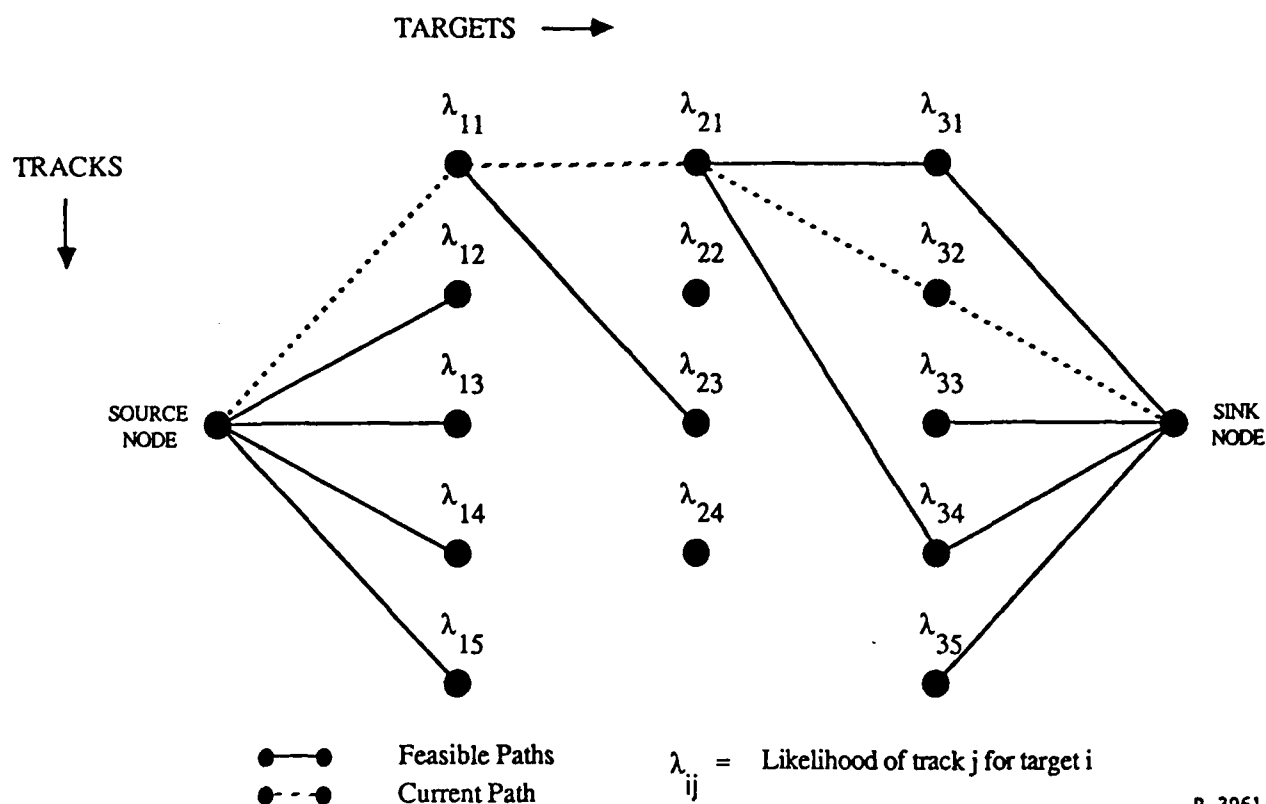 TARGETS
TRACKS
λ11 λ21 λ31
λ12 λ22 λ32
λ13 λ23 λ33
SOURCE NODE
SINK NODE
λ14 λ24 λ34
λ15 λ35
Feasible Paths
λij = Likelihood of track j for target i
Current Path
R-3961